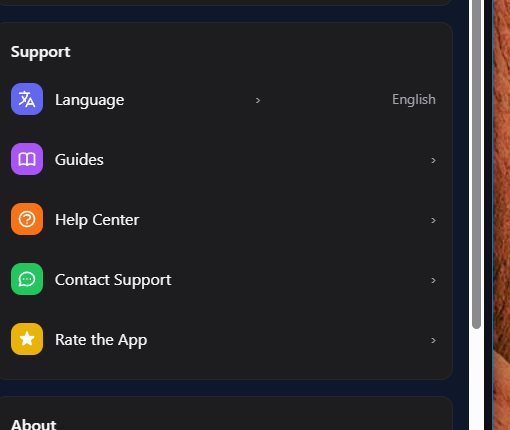 Support
Language › English
Guides ›
Help Center ›
Contact Support ›
Rate the App ›
About